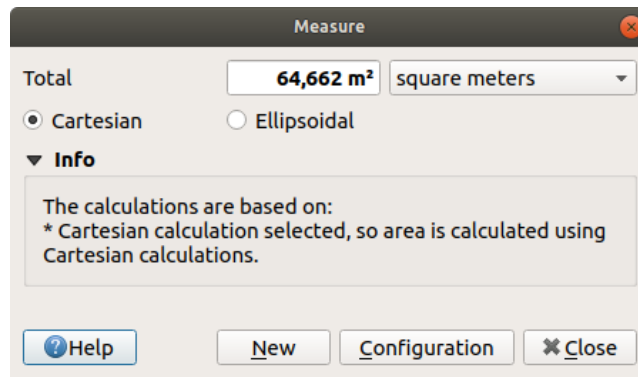 Measure
Total 64,662 m² square meters
Cartesian Ellipsoidal
Info
The calculations are based on:
* Cartesian calculation selected, so area is calculated using
Cartesian calculations.
Help New Configuration Close